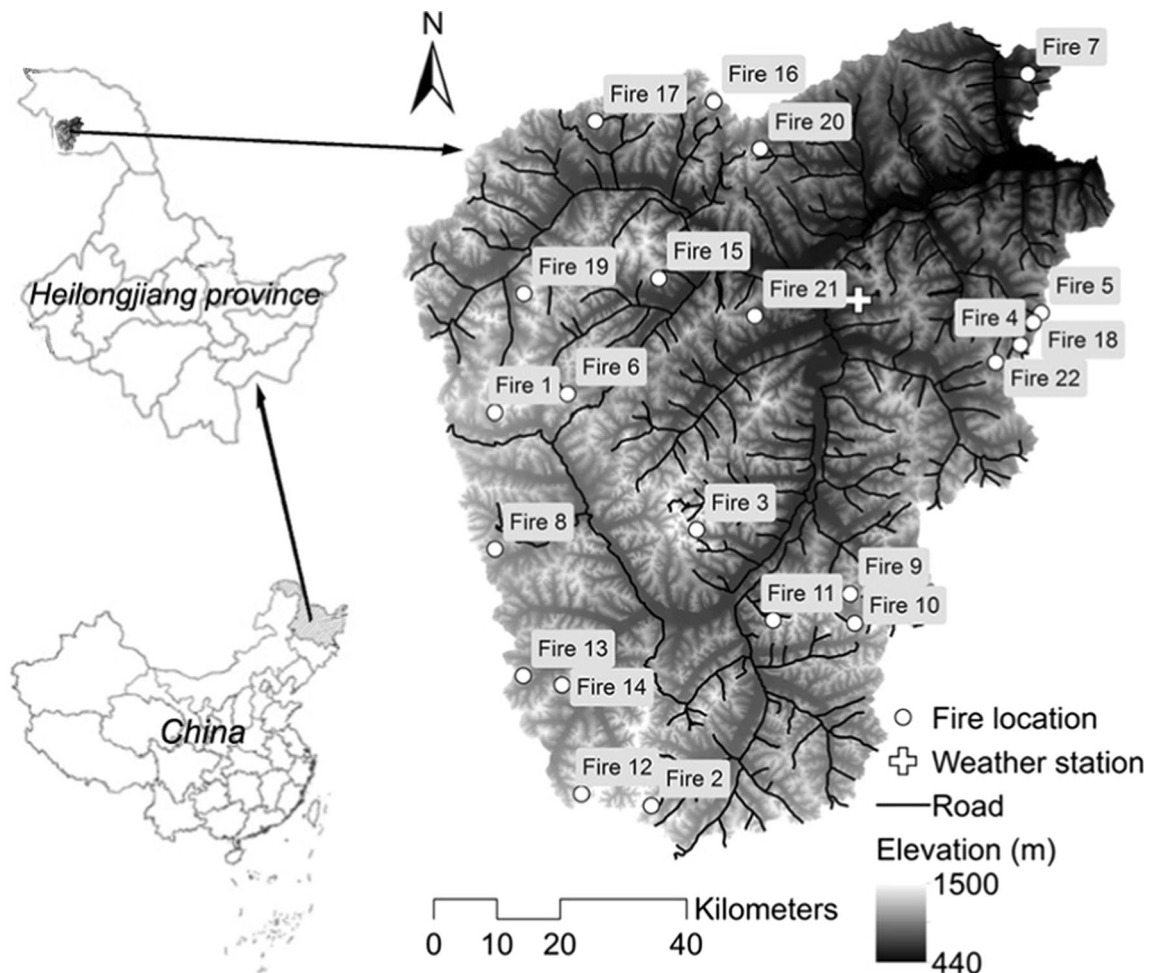 N
Fire 7
Fire 16
Fire 17
Fire 20
Fire 15
Fire 19
Fire 21
Fire 5
Fire 4
Fire 18
Fire 22
Fire 6
Fire 1
Fire 3
Fire 8
Fire 9
Fire 11
Fire 10
Fire 13
Fire 14
Fire 12
Fire 2
Heilongjiang province
China
Fire location
Weather station
Road
Elevation (m)
1500
440
Kilometers
0 10 20 40